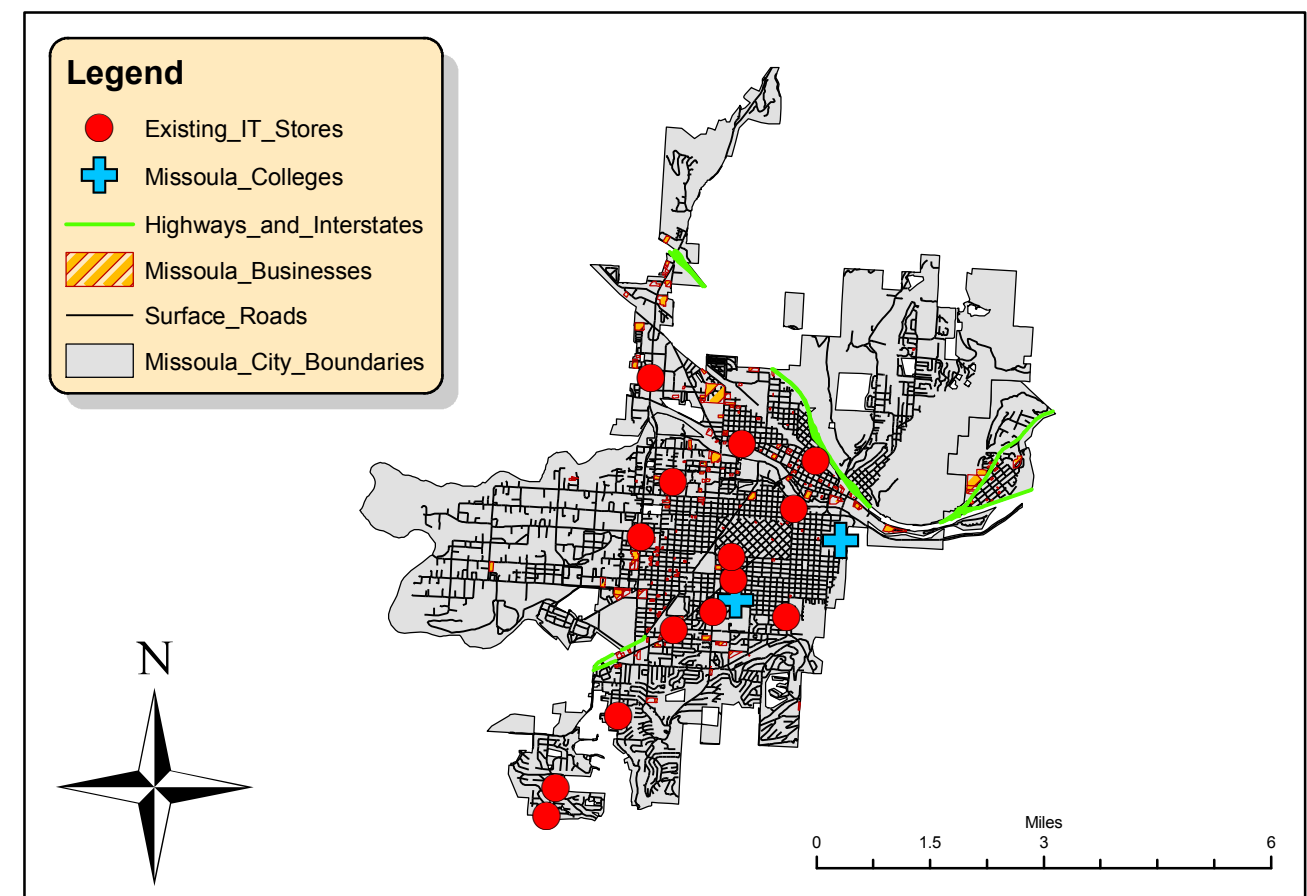 Legend
Existing_IT_Stores
Missoula_Colleges
Highways_and_Interstates
Missoula_Businesses
Surface_Roads
Missoula_City_Boundaries
N
Miles
0 1.5 3 6